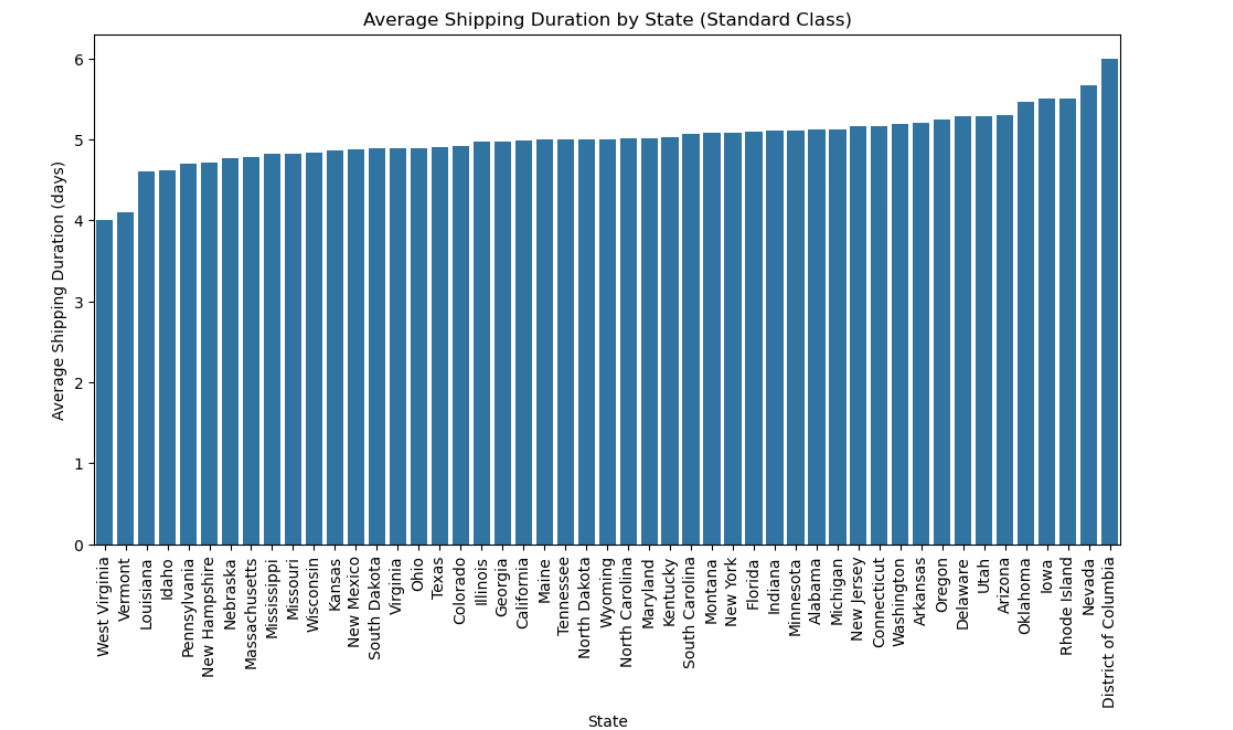 Average Shipping Duration by State (Standard Class)
Average Shipping Duration (days)
6
5
4
3
2
1
0
West Virginia
Vermont
Louisiana
Idaho
Pennsylvania
New Hampshire
Nebraska
Massachusetts
Mississippi
Missouri
Wisconsin
Kansas
New Mexico
South Dakota
Virginia
Ohio
Texas
Colorado
Illinois
Georgia
California
Maine
Tennessee
North Dakota
Wyoming
North Carolina
Maryland
Kentucky
South Carolina
Montana
New York
Florida
Indiana
Minnesota
Alabama
Michigan
New Jersey
Connecticut
Washington
Arkansas
Oregon
Delaware
Utah
Arizona
Oklahoma
Iowa
Rhode Island
Nevada
District of Columbia
State